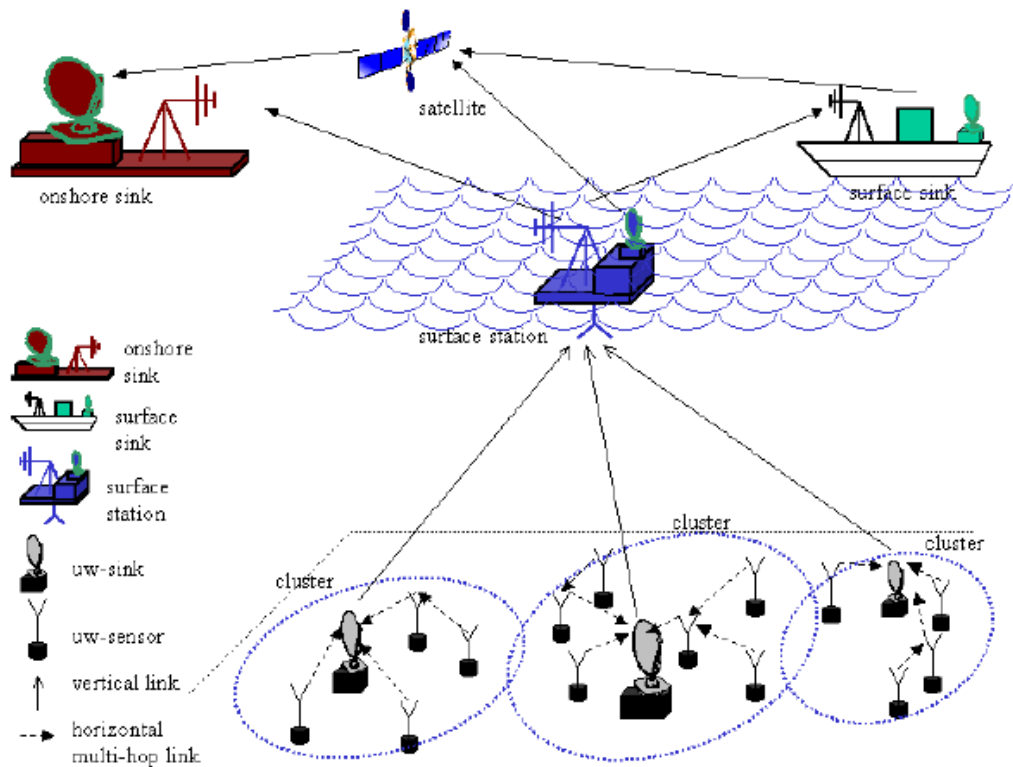 satellite
onshore sink
surface sink
surface station
onshore
sink
surface
sink
surface
station
uw-sink
uw-sensor
vertical link
horizontal
multi-hop link
cluster
cluster
cluster